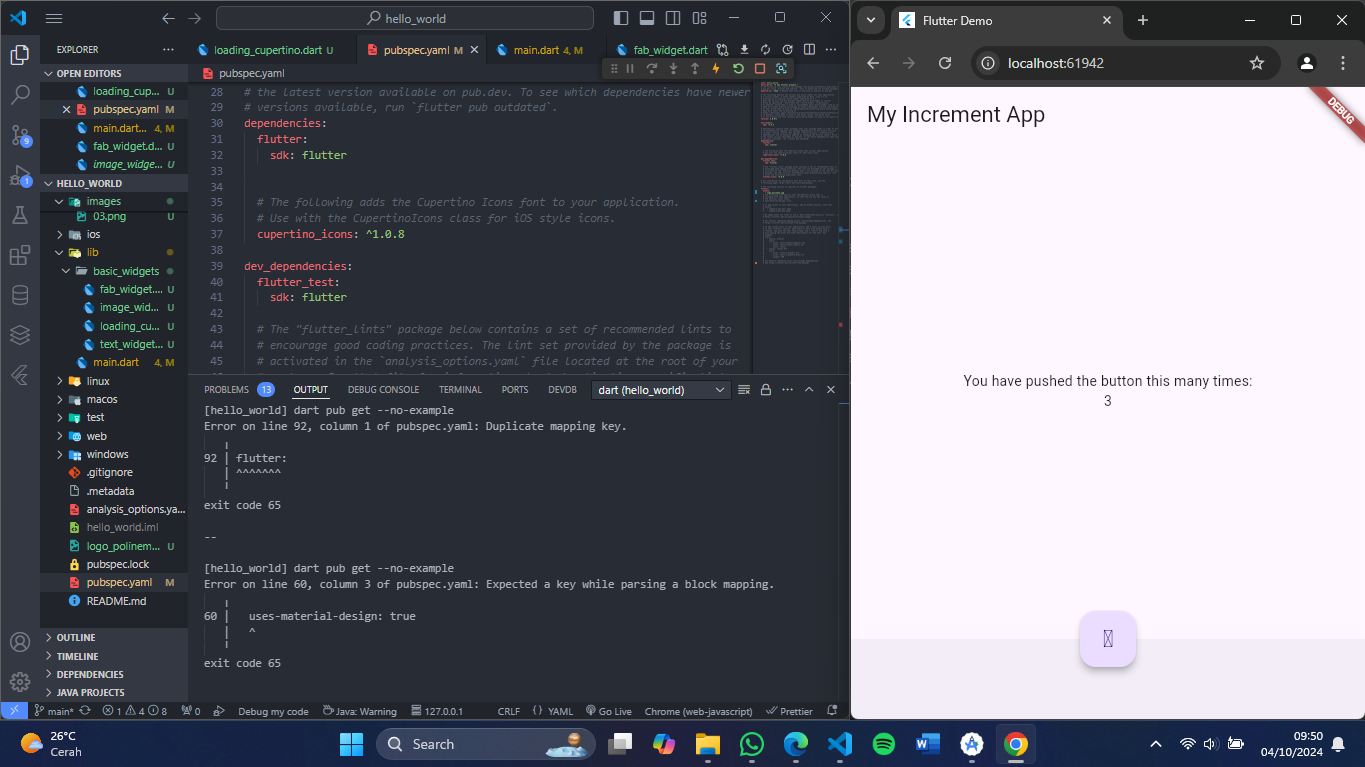 hello_world
EXPLORER
OPEN EDITORS
loading_cup... U
pubspec.yaml M
main.dart... 4, M
fab_widget.d... U
image_widge... U
HELLO_WORLD
images
03.png U
ios
lib
basic_widgets
fab_widget.... U
image_wid... U
loading_cu... U
text_widget... U
main.dart 4, M
linux
macos
test
web
windows
.gitignore
.metadata
analysis_options.ya...
hello_world.iml
logo_polinem... U
pubspec.lock
pubspec.yaml M
README.md
OUTLINE
TIMELINE
DEPENDENCIES
JAVA PROJECTS
9
1
loading_cupertino.dart U
pubspec.yaml M
main.dart 4, M
fab_widget.dart
pubspec.yaml
28 # the latest version available on pub.dev. To see which dependencies have newer
29 # versions available, run `flutter pub outdated`.
30 dependencies:
31 flutter:
32 sdk: flutter
33
34
35 # The following adds the Cupertino Icons font to your application.
36 # Use with the CupertinoIcons class for iOS style icons.
37 cupertino_icons: ^1.0.8
38
39 dev_dependencies:
40 flutter_test:
41 sdk: flutter
42
43 # The "flutter_lints" package below contains a set of recommended lints to
44 # encourage good coding practices. The lint set provided by the package is
45 # activated in the `analysis_options.yaml` file located at the root of your
PROBLEMS 13 OUTPUT DEBUG CONSOLE TERMINAL PORTS DEVDB dart (hello_world)
[hello_world] dart pub get --no-example
Error on line 92, column 1 of pubspec.yaml: Duplicate mapping key.
92 | flutter:
| ^^^^^^^
exit code 65
--
[hello_world] dart pub get --no-example
Error on line 60, column 3 of pubspec.yaml: Expected a key while parsing a block mapping.
60 | uses-material-design: true
| ^
exit code 65
main* 1 4 8 0 Debug my code Java: Warning 127.0.0.1 CRLF {} YAML Go Live Chrome (web-javascript) Prettier
Flutter Demo
localhost:61942
My Increment App
DEBUG
You have pushed the button this many times:
3
26°C
Cerah
Search
09:50
04/10/2024